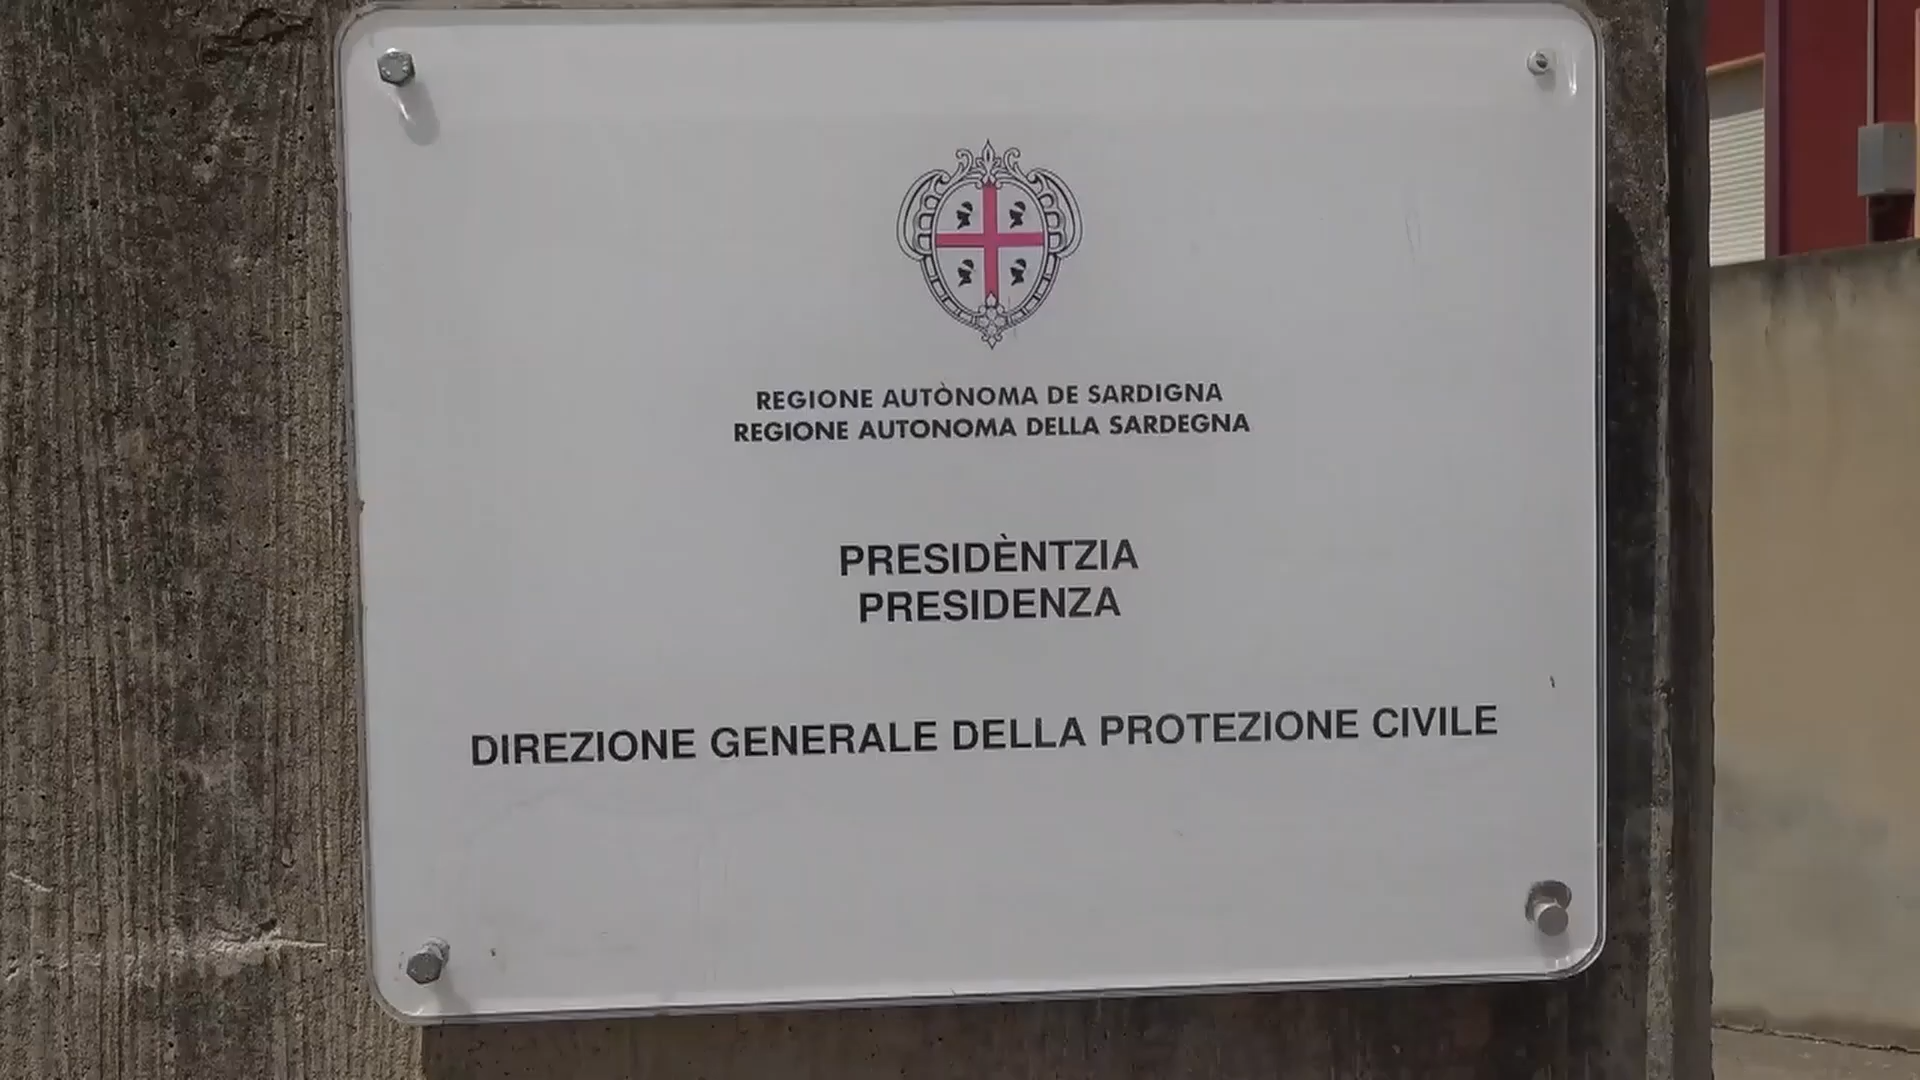 REGIONE AUTÒNOMA DE SARDIGNA
REGIONE AUTONOMA DELLA SARDEGNA
PRESIDÈNTZIA
PRESIDENZA
DIREZIONE GENERALE DELLA PROTEZIONE CIVILE